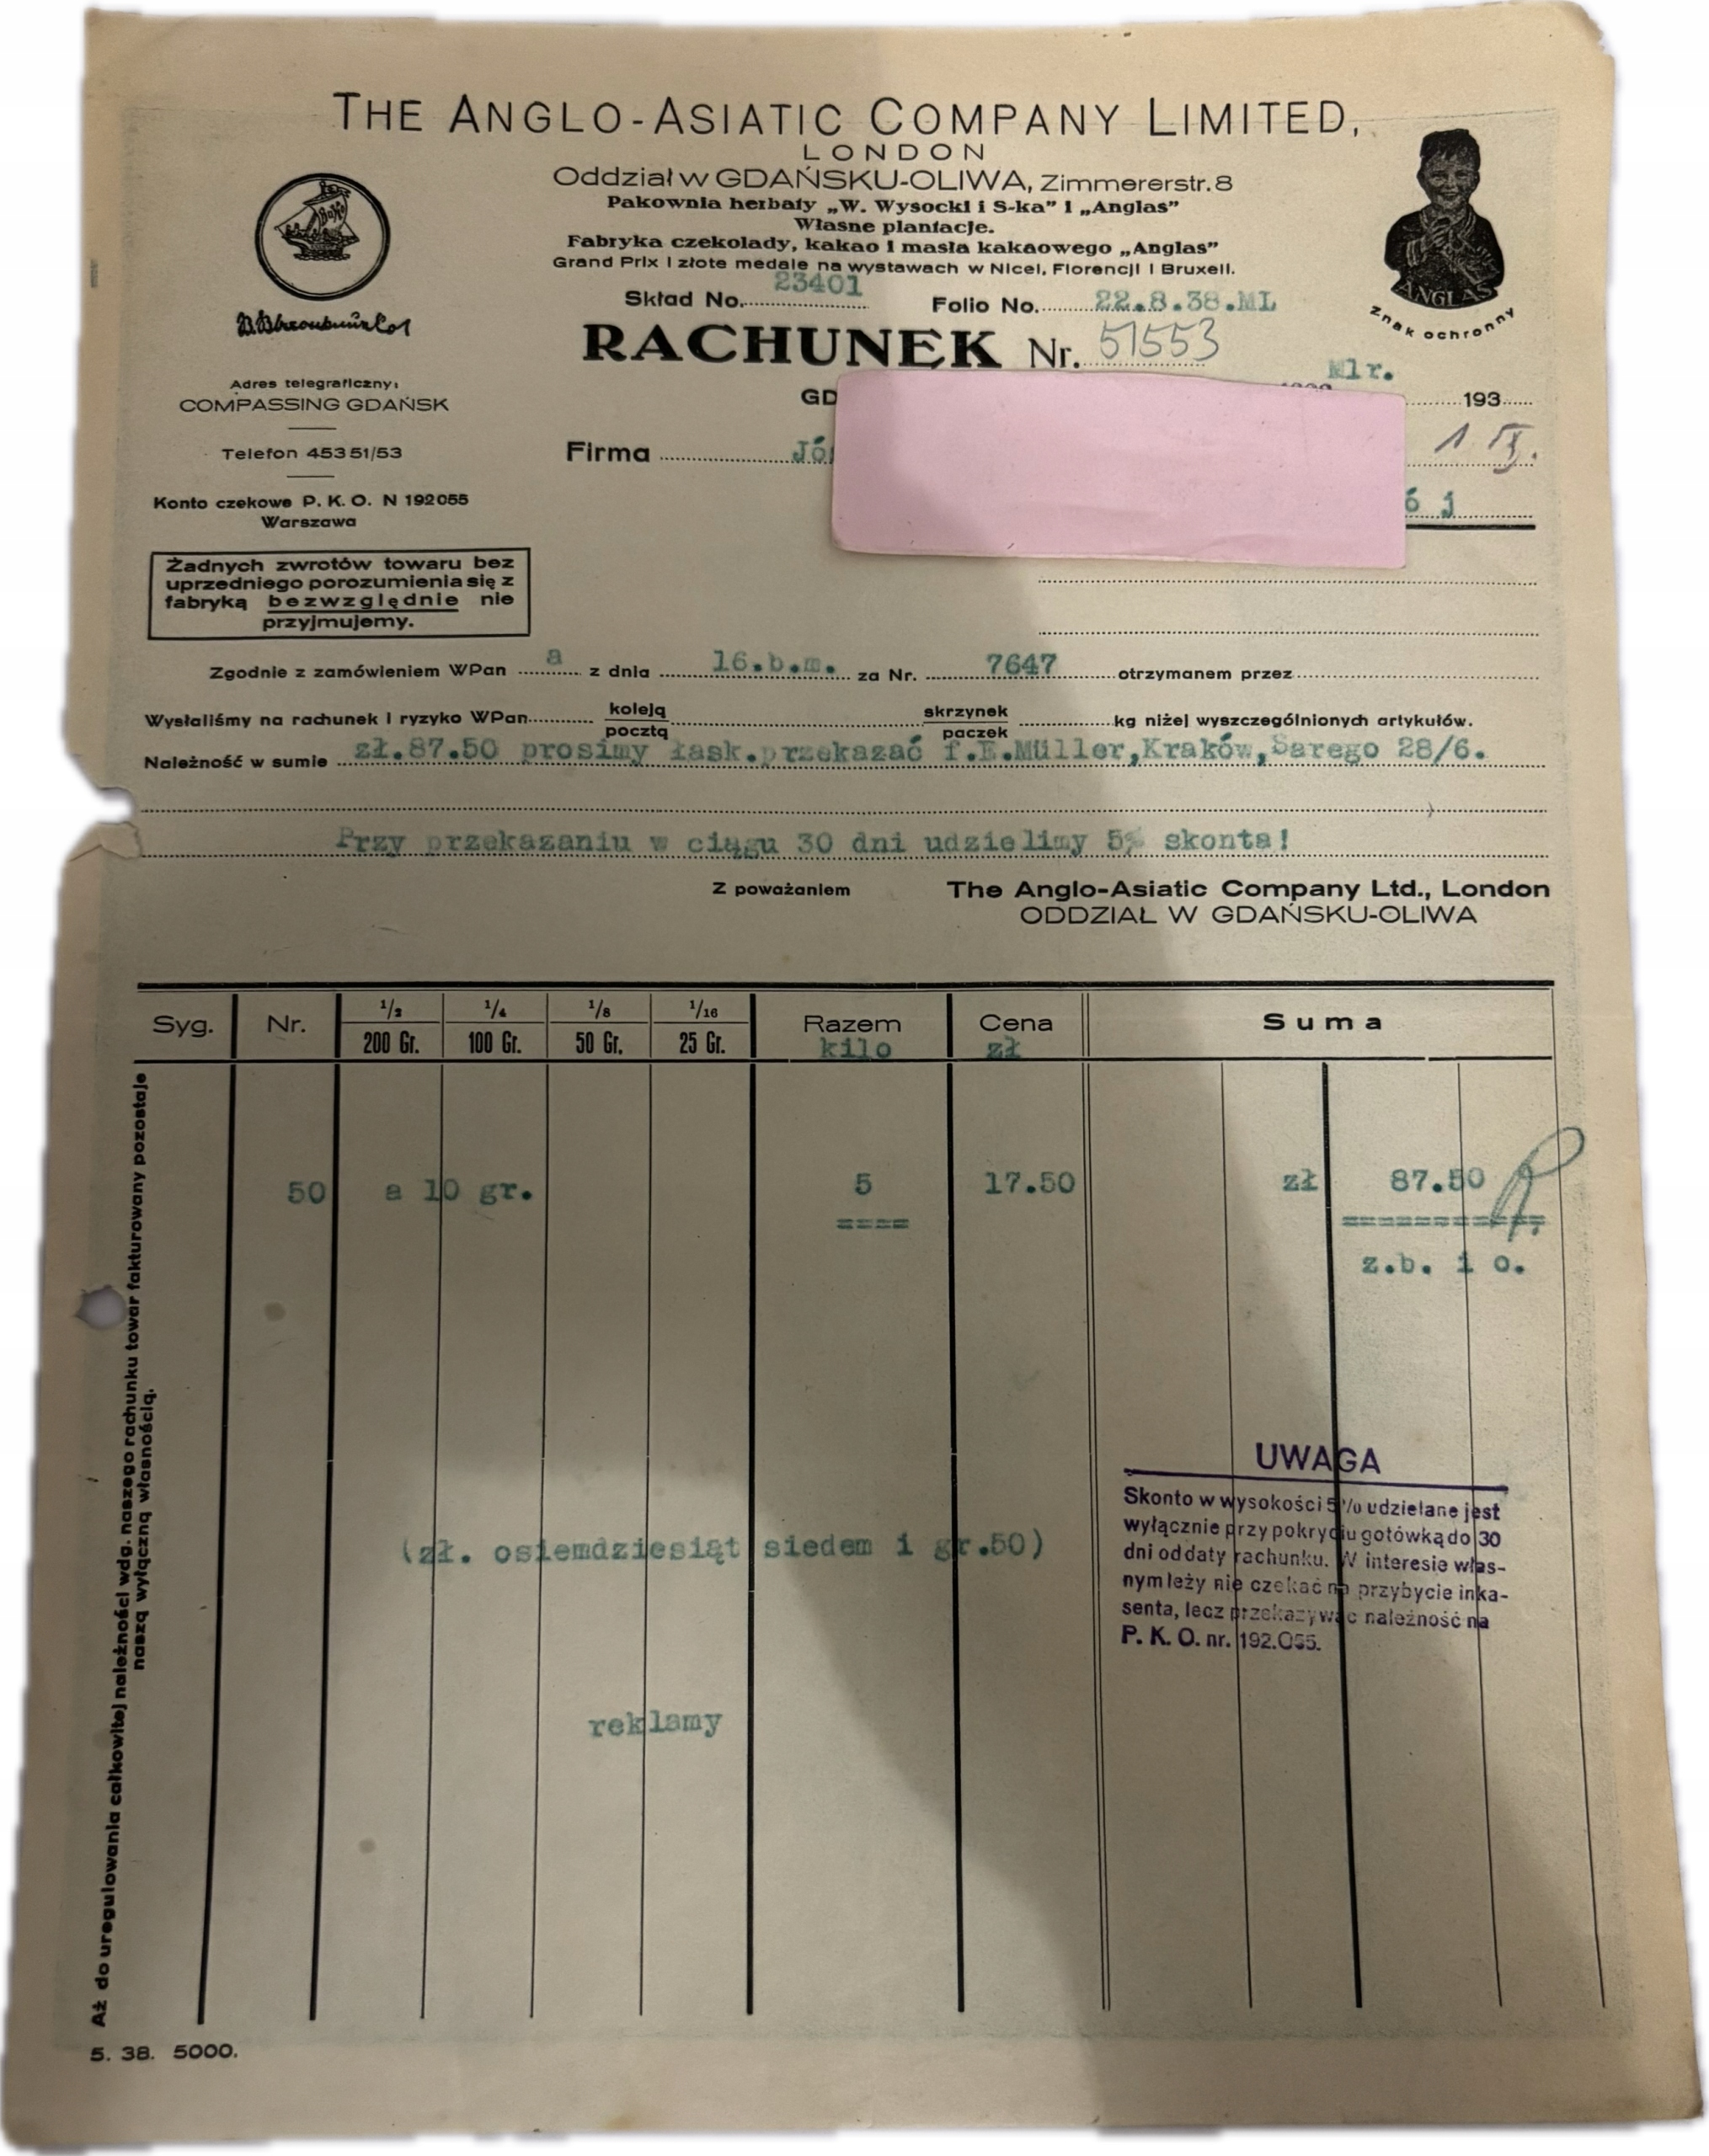 THE ANGLO-ASIATIC COMPANY LIMITED,
LONDON
Oddział w GDAŃSKU-OLIWA, Zimmererstr. 8
Pakownia herbaty „W. Wysocki i S-ka" i „Anglas"
Własne plantacje.
Fabryka czekolady, kakao i masła kakaowego „Anglas"
Grand Prix i złote medale na wystawach w Nicei, Florencji i Bruxeli.
ANGLAS
Znak ochronny
Skład No. 23401 Folio No. 22.8.38.ML
RACHUNEK Nr. 51553
Mlr.
GD 193
Adres telegraficzny:
COMPASSING GDAŃSK
Telefon 453 51/53
Firma Jó 1 IX.
Konto czekowe P. K. O. N 192055
Warszawa
ó j
Żadnych zwrotów towaru bez
uprzedniego porozumienia się z
fabryką bezwzględnie nie
przyjmujemy.
Zgodnie z zamówieniem WPan a z dnia 16.b.m. za Nr. 7647 otrzymanem przez
Wysłaliśmy na rachunek i ryzyko WPan koleją pocztą skrzynek paczek kg niżej wyszczególnionych artykułów.
Należność w sumie zł.87.50 prosimy łask.przekazać f.E.Müller,Kraków,Sarego 28/6.
Przy przekazaniu w ciągu 30 dni udzielimy 5% skonta!
Z poważaniem The Anglo-Asiatic Company Ltd., London
ODDZIAŁ W GDAŃSKU-OLIWA
Syg. Nr. 1/2 1/4 1/8 1/16 Razem Cena Suma
200 Gr. 100 Gr. 50 Gr. 25 Gr. kilo zł
50 a 10 gr. 5 17.50 zł 87.50
==== ===========
z.b. i o.
UWAGA
Skonto w wysokości 5% udzielane jest
wyłącznie przy pokryciu gotówką do 30
dni od daty rachunku. W interesie włas-
nym leży nie czekać na przybycie inka-
senta, lecz przekazywać należność na
P. K. O. nr. 192.055.
(zł. osiemdziesiąt siedem i gr.50)
reklamy
Aż do uregulowania całkowitej należności wdg. naszego rachunku towar fakturowany pozostaje
naszą wyłączną własnością.
5. 38. 5000.